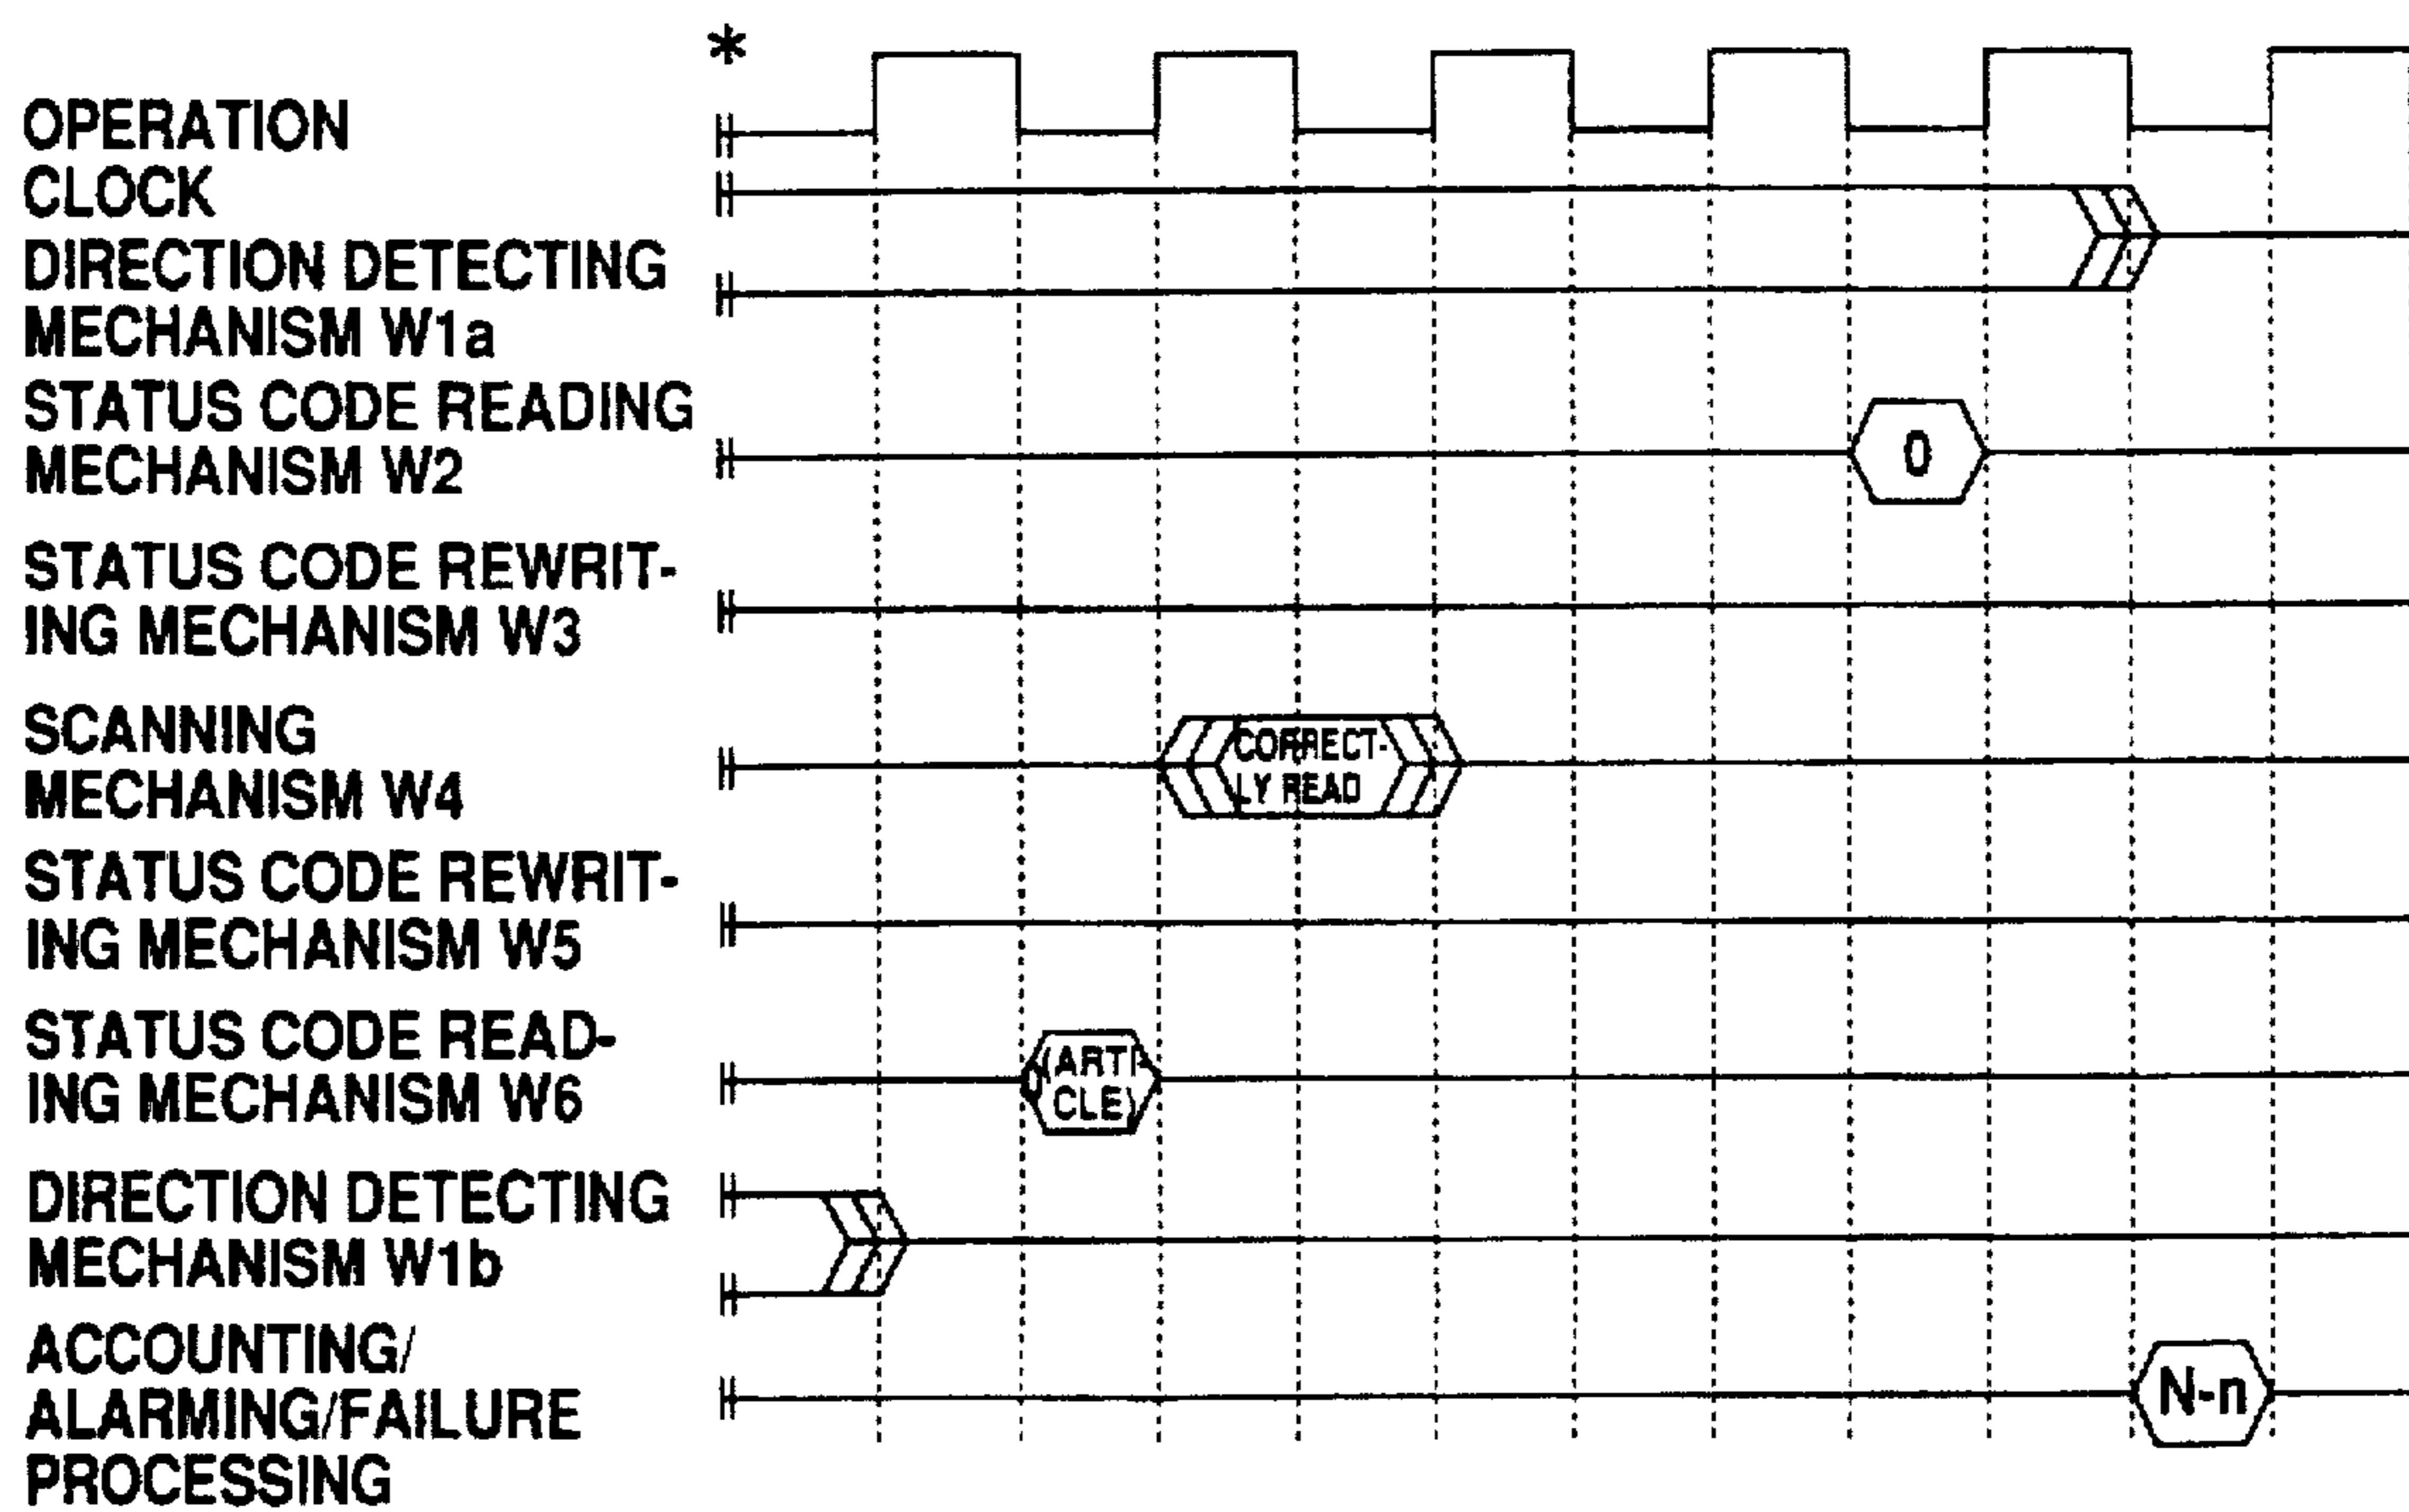 *
OPERATION
CLOCK
DIRECTION DETECTING
MECHANISM W1a
STATUS CODE READING
MECHANISM W2
0
STATUS CODE REWRIT-
ING MECHANISM W3
SCANNING
MECHANISM W4
CORRECT-
LY READ
STATUS CODE REWRIT-
ING MECHANISM W5
STATUS CODE READ-
ING MECHANISM W6
0(ARTI-
CLE)
DIRECTION DETECTING
MECHANISM W1b
ACCOUNTING/
ALARMING/FAILURE
PROCESSING
N-n